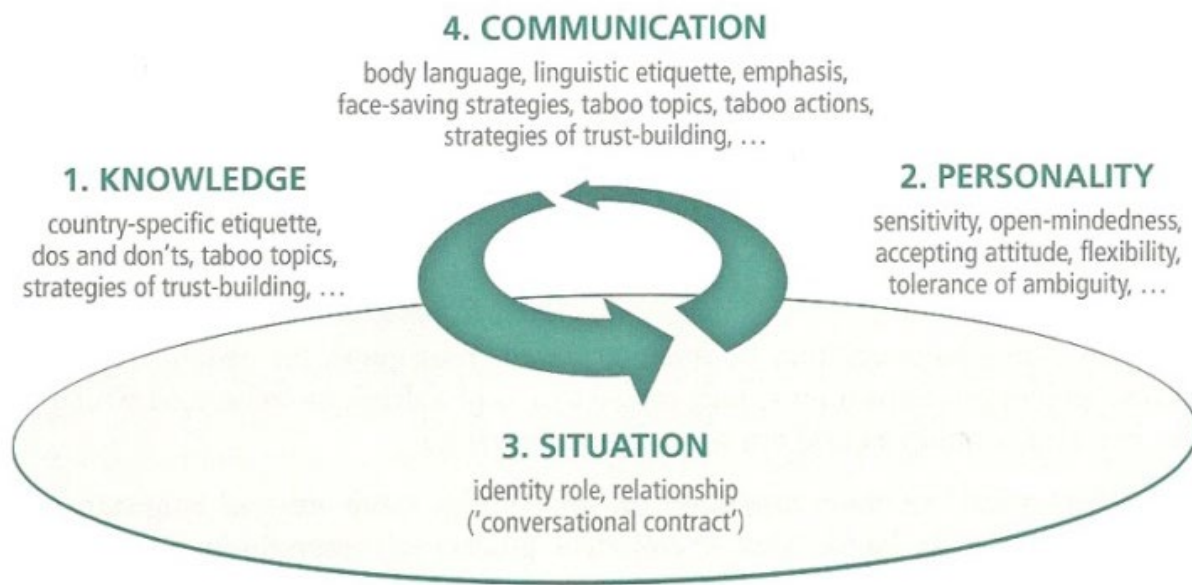 4. COMMUNICATION
body language, linguistic etiquette, emphasis,
face-saving strategies, taboo topics, taboo actions,
strategies of trust-building, ...
1. KNOWLEDGE
country-specific etiquette,
dos and don'ts, taboo topics,
strategies of trust-building, ...
2. PERSONALITY
sensitivity, open-mindedness,
accepting attitude, flexibility,
tolerance of ambiguity, ...
3. SITUATION
identity role, relationship
('conversational contract')